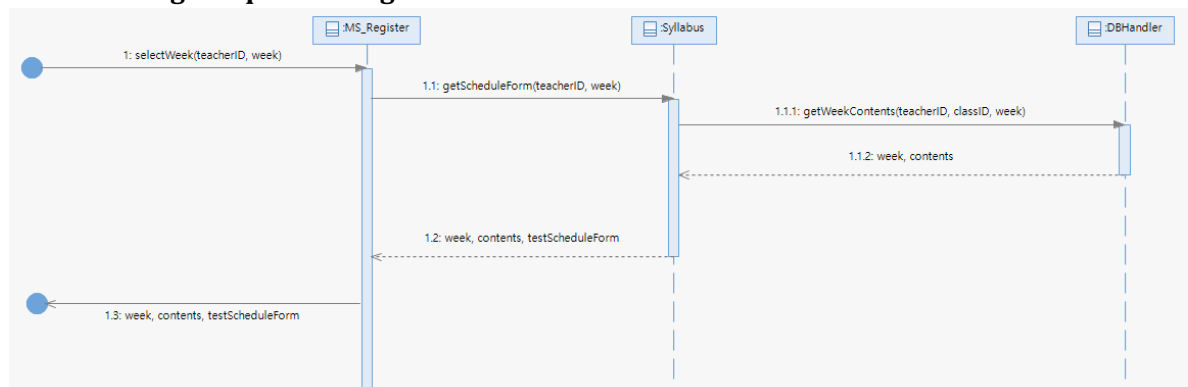 :MS_Register
:Syllabus
:DBHandler
1: selectWeek(teacherID, week)
1.1: getScheduleForm(teacherID, week)
1.1.1: getWeekContents(teacherID, classID, week)
1.1.2: week, contents
1.2: week, contents, testScheduleForm
1.3: week, contents, testScheduleForm